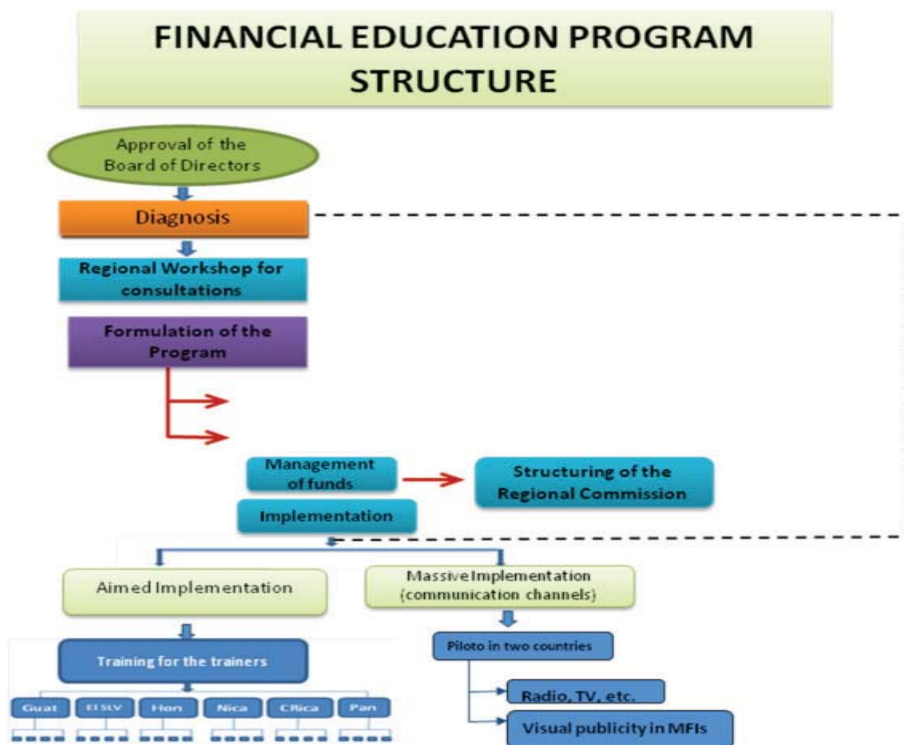 FINANCIAL EDUCATION PROGRAM
STRUCTURE
Approval of the
Board of Directors
Diagnosis
Regional Workshop for
consultations
Formulation of the
Program
Management
of funds
Structuring of the
Regional Commission
Implementation
Aimed Implementation
Massive Implementation
(communication channels)
Training for the trainers
Piloto in two countries
Guat
El SLV
Hon
Nica
CRica
Pan
Radio, TV, etc.
Visual publicity in MFIs